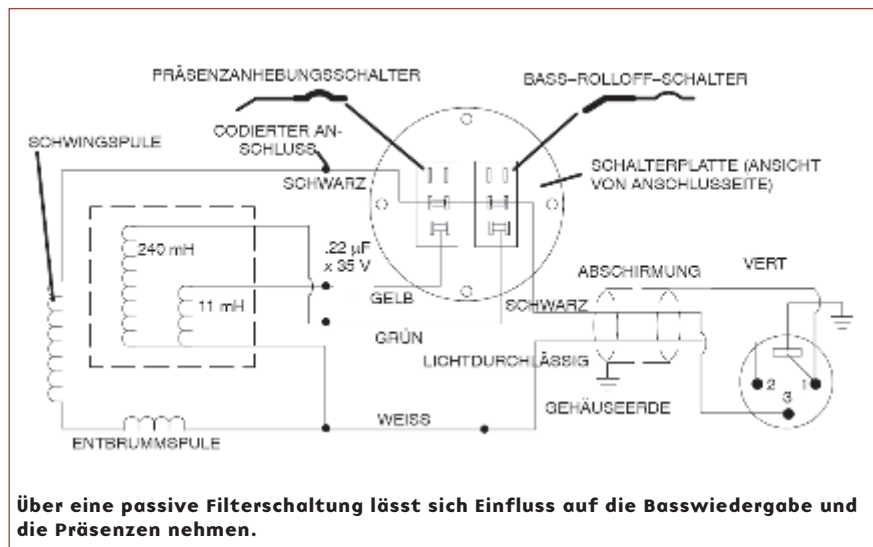 PRÄSENZANHEBUNGSSCHALTER
BASS-ROLLOFF-SCHALTER
SCHWINGSPULE
CODIERTER AN-
SCHLUSS
SCHWARZ
SCHALTERPLATTE (ANSICHT
VON ANSCHLUSSEITE)
240 mH
11 mH
.22 µF
x 35 V
GELB
GRÜN
ABSCHIRMUNG
VERT
SCHWARZ
LICHTDURCHLÄSSIG
GEHÄUSEERDE
2
1
3
WEISS
ENTBRUMMSPULE
Über eine passive Filterschaltung lässt sich Einfluss auf die Basswiedergabe und
die Präsenzen nehmen.